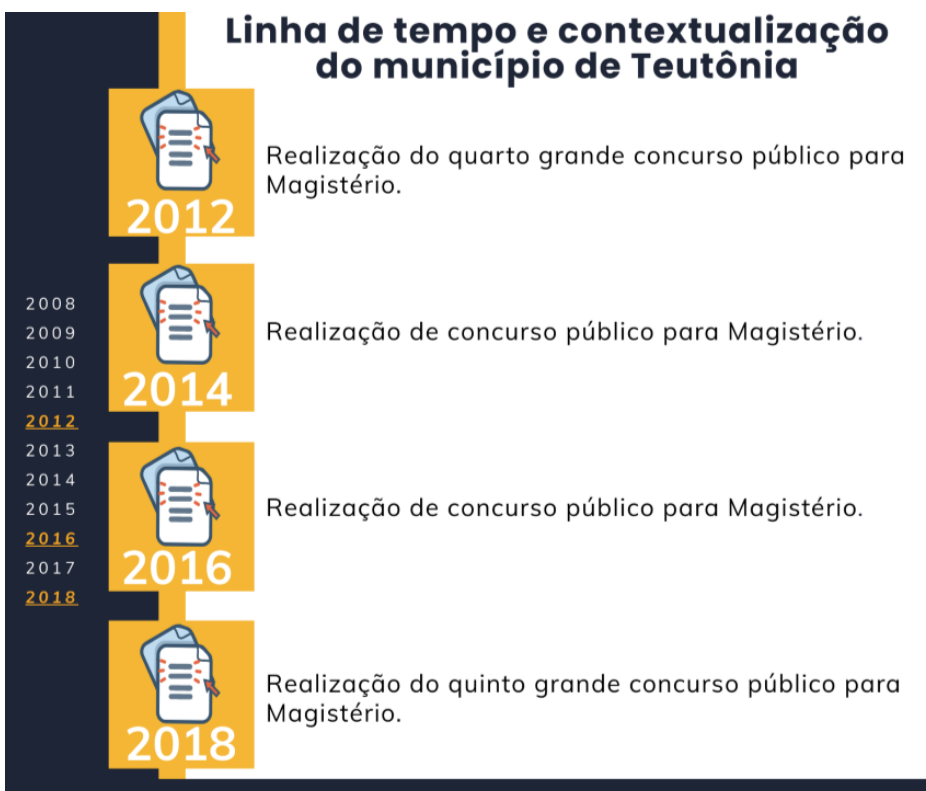 Linha de tempo e contextualização
do município de Teutônia
2012
Realização do quarto grande concurso público para
Magistério.
2014
Realização de concurso público para Magistério.
2016
Realização de concurso público para Magistério.
2018
Realização do quinto grande concurso público para
Magistério.
2008
2009
2010
2011
2012
2013
2014
2015
2016
2017
2018